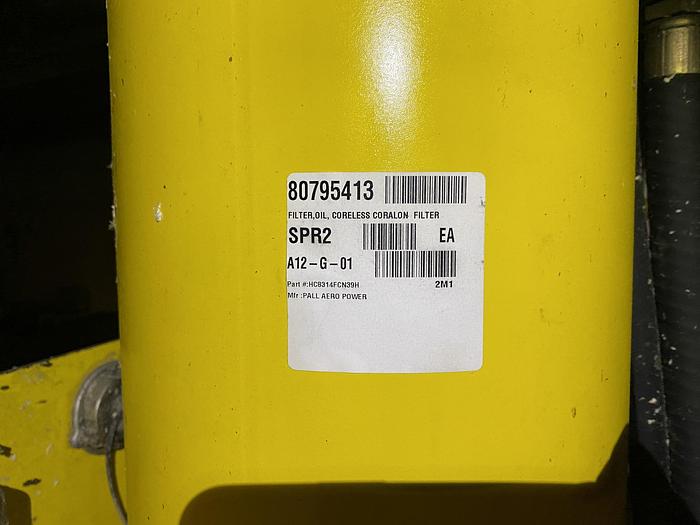 80795413
FILTER,OIL, CORELESS CORALON FILTER
SPR2 EA
A12-G-01
Part #:HC8314FCN39H 2M1
Mfr :PALL AERO POWER